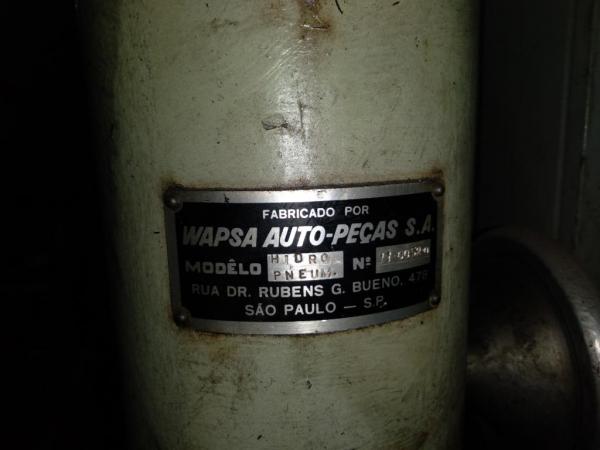 FABRICADO POR
WAPSA AUTO-PEÇAS S.A.
MODÊLO HIDRO PNEUM. Nº
RUA DR. RUBENS G. BUENO, 478
SÃO PAULO — S.P.